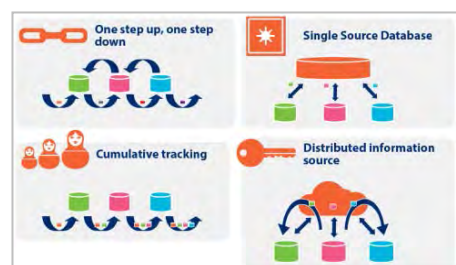 One step up, one step
down
Single Source Database
Cumulative tracking
Distributed information
source